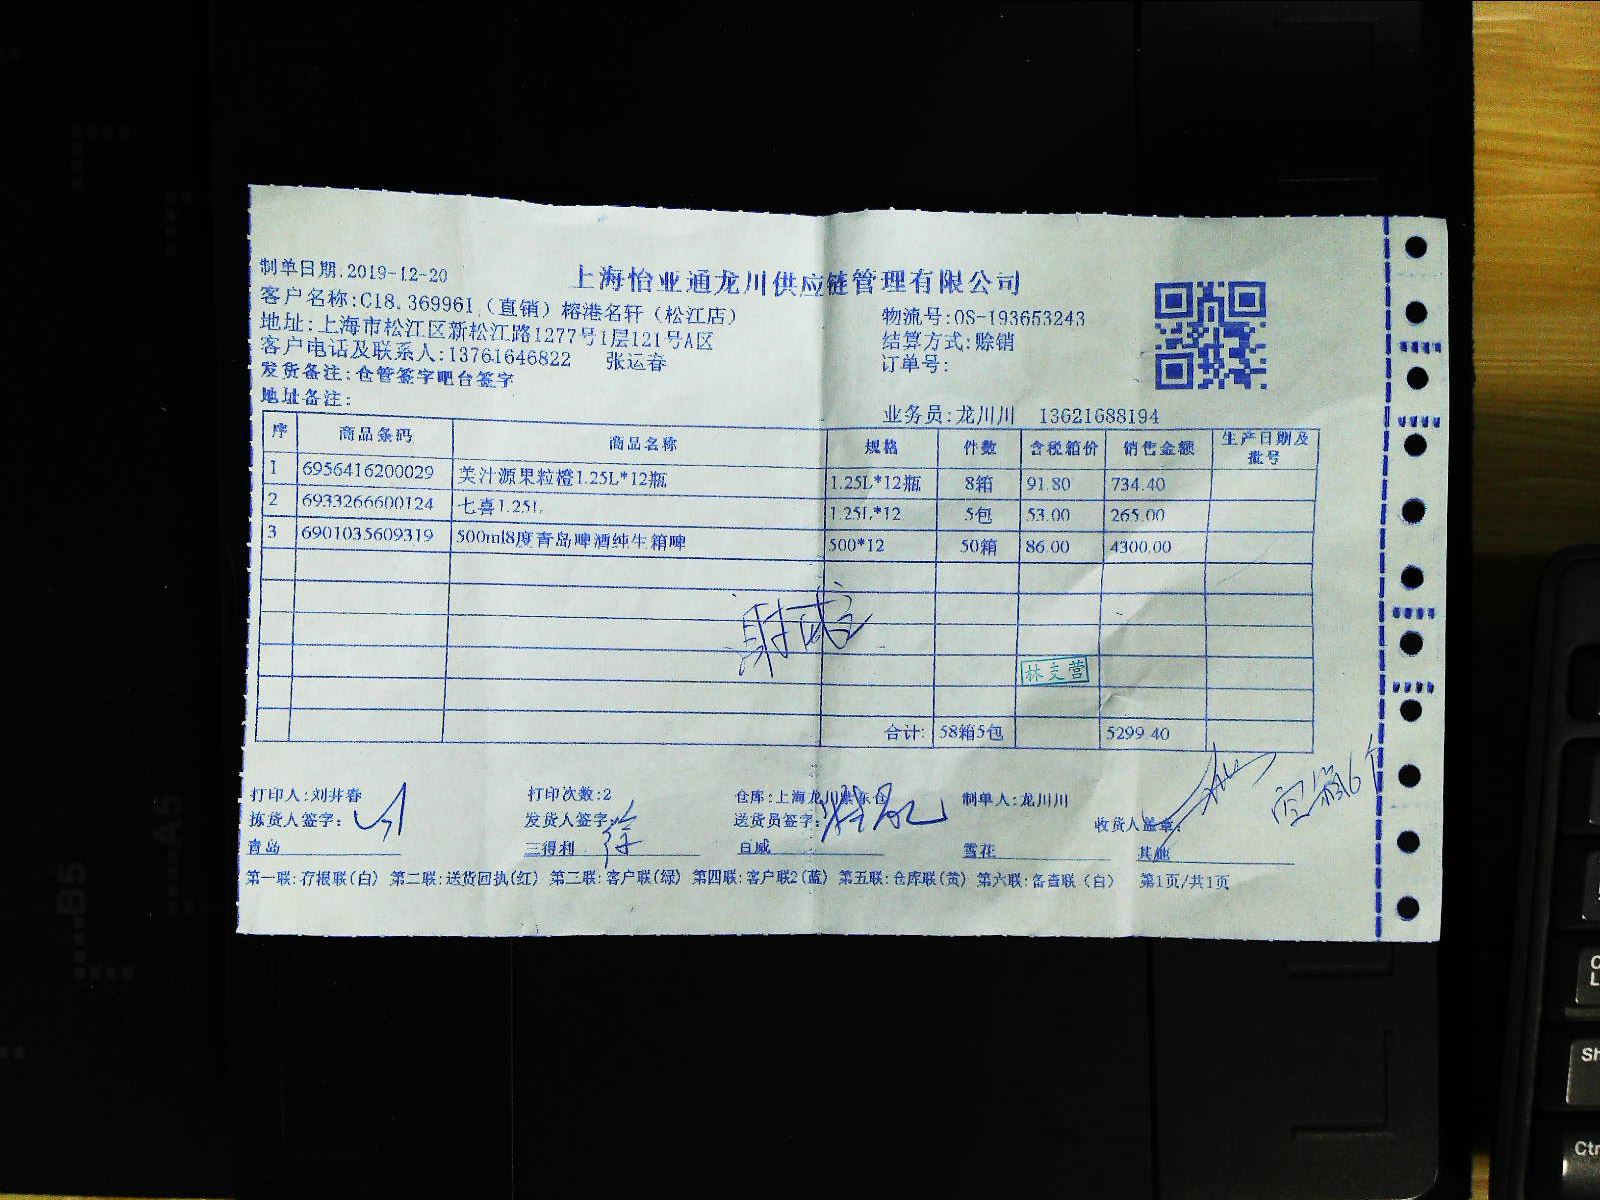 制单日期:2019-12-20
上海怡亚通龙川供应链管理有限公司
客户名称:C18.369961.(直销)榕港名轩(松江店)
物流号:OS-193653243
地址:上海市松江区新松江路1277号1层121号A区
结算方式:赊销
客户电话及联系人:13761646822 张运春
订单号:
发货备注:仓管签字吧台签字
地址备注:
业务员:龙川川 13621688194
序 商品条码 商品名称 规格 件数 含税箱价 销售金额 生产日期及批号
1 6956416200029 美汁源果粒橙1.25L*12瓶 1.25L*12瓶 8箱 91.80 734.40
2 6933266600124 七喜1.25L 1.25L*12 5包 53.00 265.00
3 6901035609319 500ml8度青岛啤酒纯生箱啤 500*12 50箱 86.00 4300.00
林支营
合计: 58箱5包 5299.40
打印人:刘井春 打印次数:2 仓库:上海龙川 东仓 制单人:龙川川
空瓶6个
拣货人签字: 发货人签字: 徐 送货员签字: 收货人盖章:
青岛 三得利 百威 雪花 其他
第一联:存根联(白) 第二联:送货回执(红) 第三联:客户联(绿) 第四联:客户联2(蓝) 第五联:仓库联(黄) 第六联:备查联(白) 第1页/共1页
B5
A5
Sh
Ctr